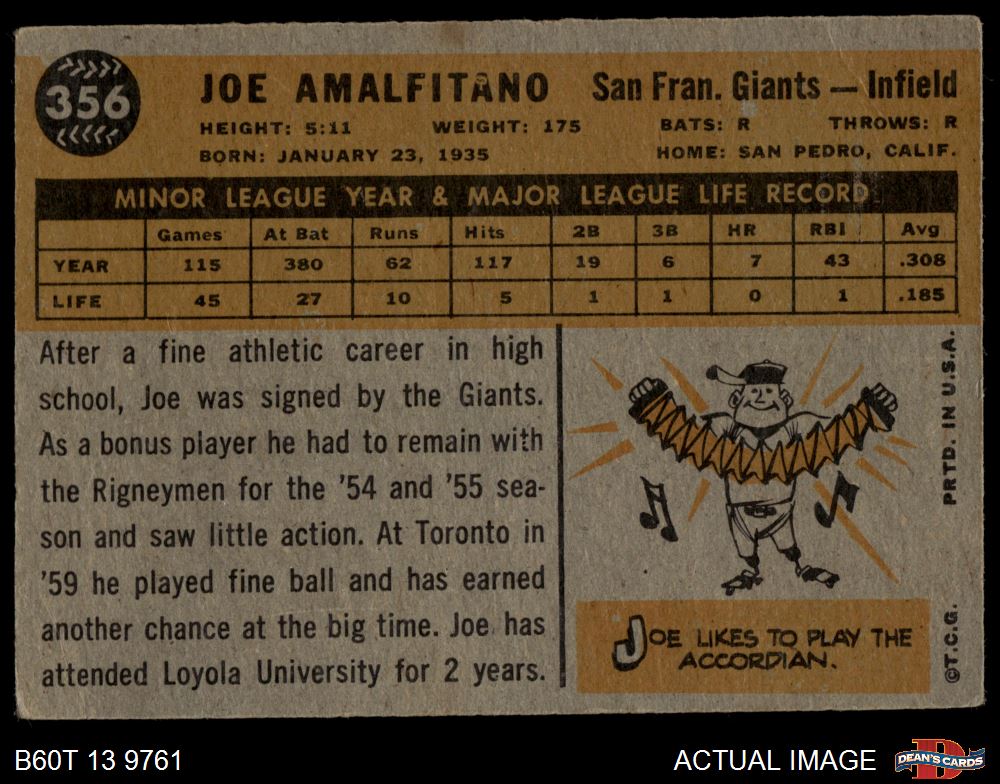 356
JOE AMALFITANO San Fran. Giants — Infield
HEIGHT: 5:11 WEIGHT: 175 BATS: R THROWS: R
BORN: JANUARY 23, 1935 HOME: SAN PEDRO, CALIF.
MINOR LEAGUE YEAR & MAJOR LEAGUE LIFE RECORD
Games At Bat Runs Hits 2B 3B HR RBI Avg
YEAR 115 380 62 117 19 6 7 43 .308
LIFE 45 27 10 5 1 1 0 1 .185
After a fine athletic career in high
school, Joe was signed by the Giants.
As a bonus player he had to remain with
the Rigneymen for the '54 and '55 sea-
son and saw little action. At Toronto in
'59 he played fine ball and has earned
another chance at the big time. Joe has
attended Loyola University for 2 years.
JOE LIKES TO PLAY THE
ACCORDIAN.
©T.C.G. PRTD. IN U.S.A.
B60T 13 9761 ACTUAL IMAGE DEAN'S CARDS